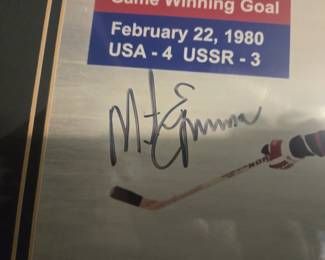 Game Winning Goal
February 22, 1980
USA - 4 USSR - 3